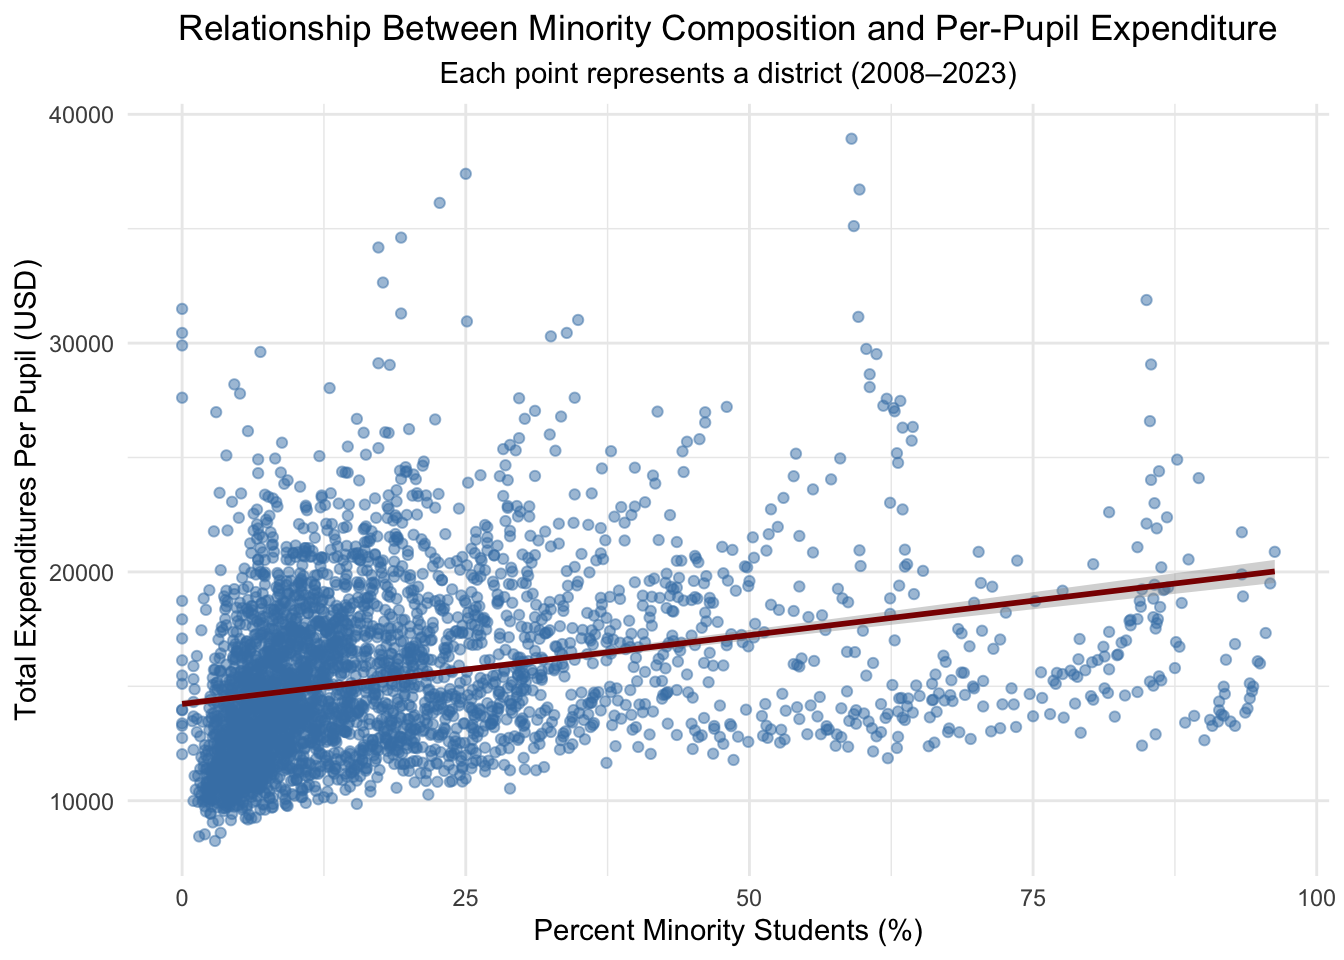 Relationship Between Minority Composition and Per-Pupil Expenditure
Each point represents a district (2008–2023)
Total Expenditures Per Pupil (USD)
40000
30000
20000
10000
0 25 50 75 100
Percent Minority Students (%)